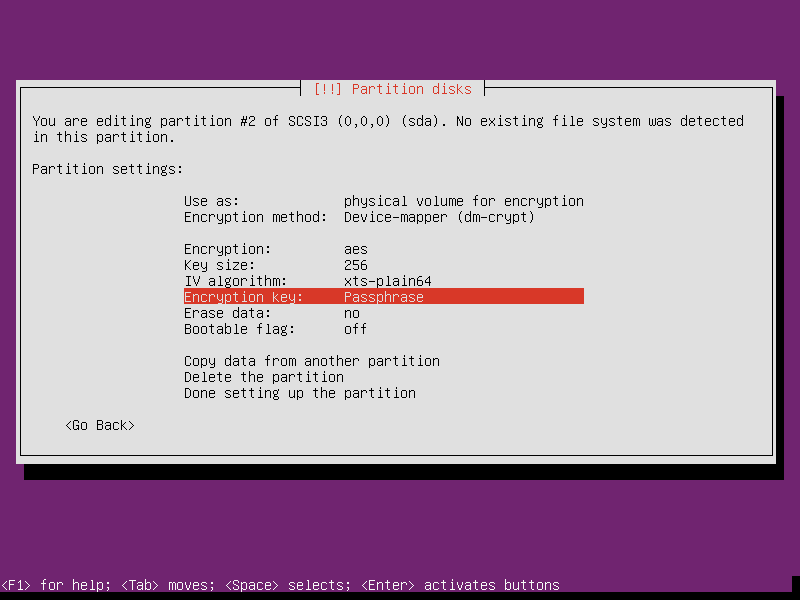 [!!] Partition disks
You are editing partition #2 of SCSI3 (0,0,0) (sda). No existing file system was detected
in this partition.
Partition settings:
Use as: physical volume for encryption
Encryption method: Device-mapper (dm-crypt)
Encryption: aes
Key size: 256
IV algorithm: xts-plain64
Encryption key: Passphrase
Erase data: no
Bootable flag: off
Copy data from another partition
Delete the partition
Done setting up the partition
<Go Back>
<F1> for help; <Tab> moves; <Space> selects; <Enter> activates buttons